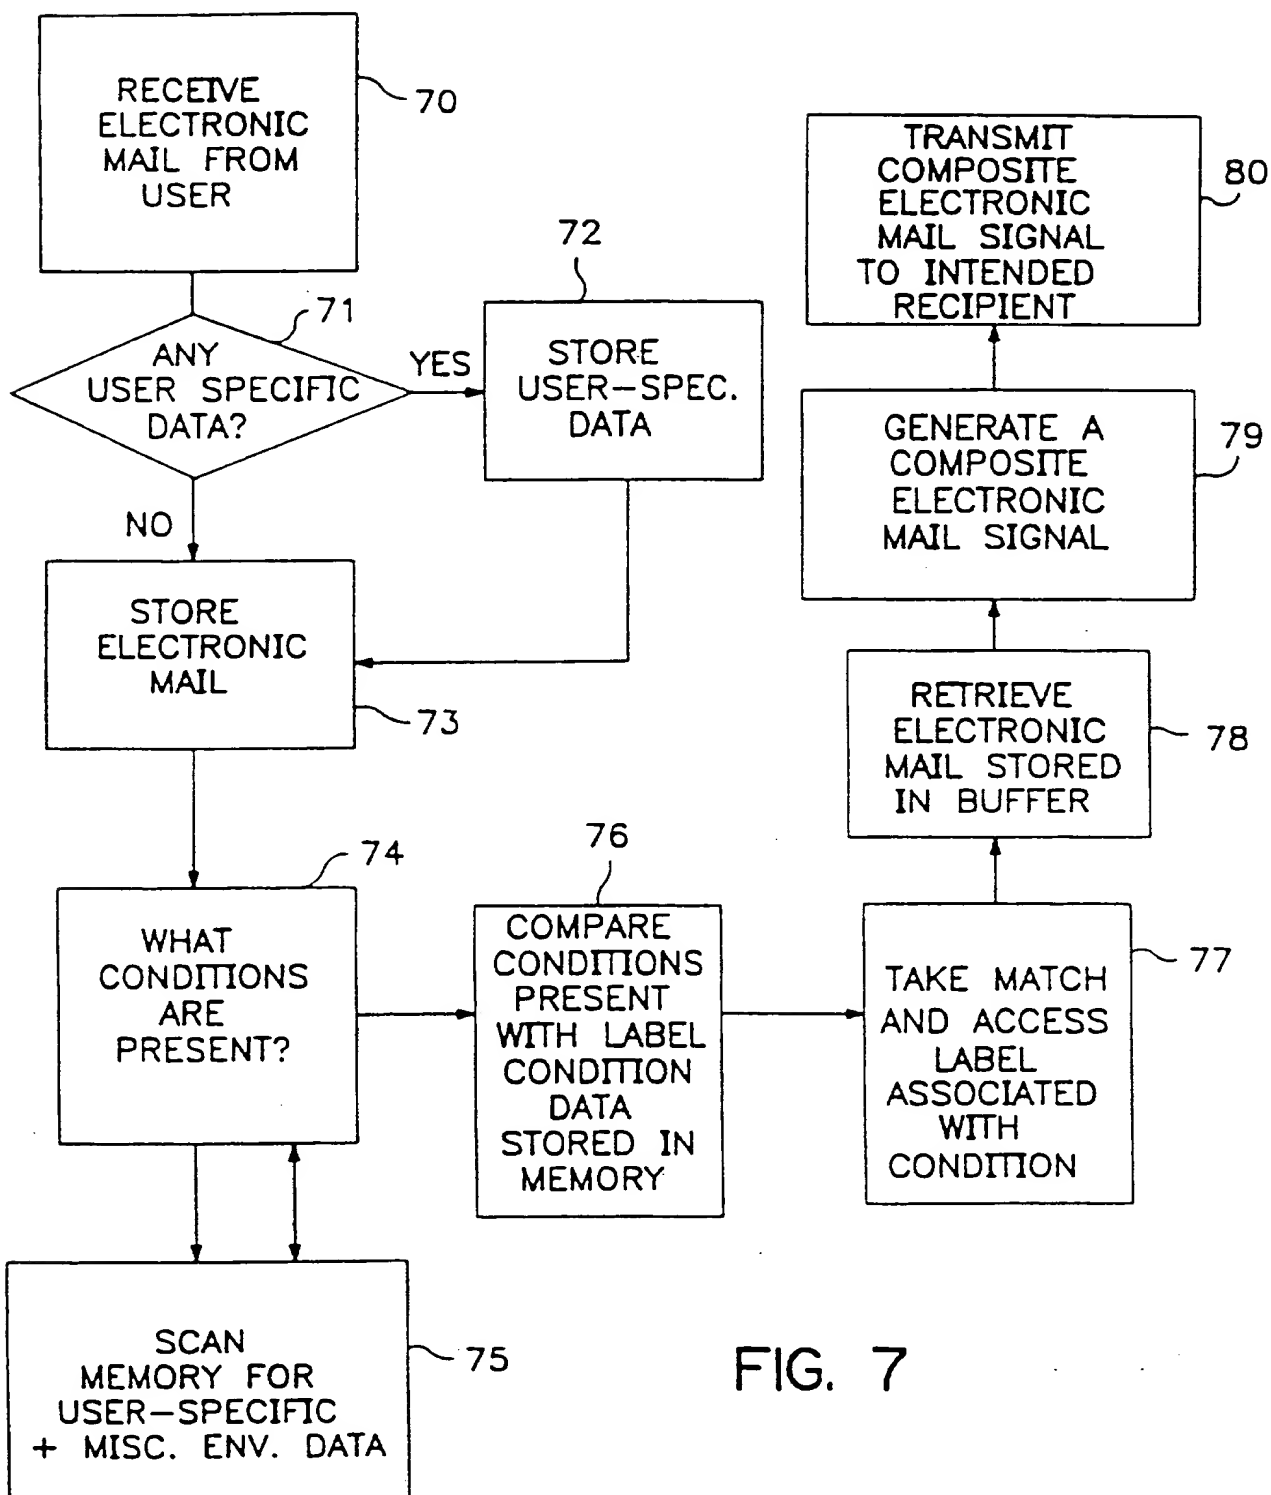 RECEIVE
ELECTRONIC
MAIL FROM
USER
70
ANY
USER SPECIFIC
DATA?
71
YES
NO
72
STORE
USER-SPEC.
DATA
STORE
ELECTRONIC
MAIL
73
74
WHAT
CONDITIONS
ARE
PRESENT?
SCAN
MEMORY FOR
USER-SPECIFIC
+ MISC. ENV. DATA
75
76
COMPARE
CONDITIONS
PRESENT
WITH LABEL
CONDITION
DATA
STORED IN
MEMORY
TAKE MATCH
AND ACCESS
LABEL
ASSOCIATED
WITH
CONDITION
77
RETRIEVE
ELECTRONIC
MAIL STORED
IN BUFFER
78
GENERATE A
COMPOSITE
ELECTRONIC
MAIL SIGNAL
79
TRANSMIT
COMPOSITE
ELECTRONIC
MAIL SIGNAL
TO INTENDED
RECIPIENT
80
FIG. 7